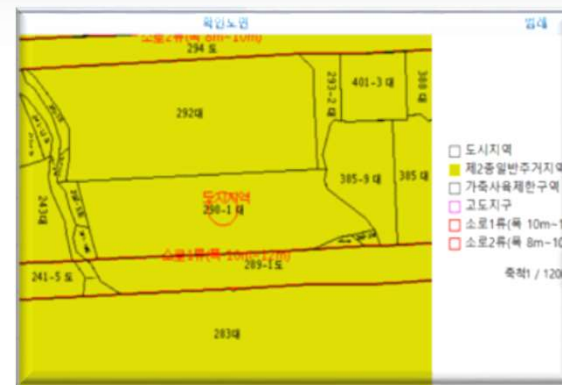 확인도면
범례
소로2류(폭 8m~10m)
294 도
292대
293-2 대
401-3 대
388 대
385-9 대
385 대
도시지역
290-1 대
243대
소로1류(폭 10m~12m)
289-1도
241-5 도
283대
도시지역
제2종일반주거지역
가축사육제한구역
고도지구
소로1류(폭 10m~1
소로2류(폭 8m~10
축척1 / 120